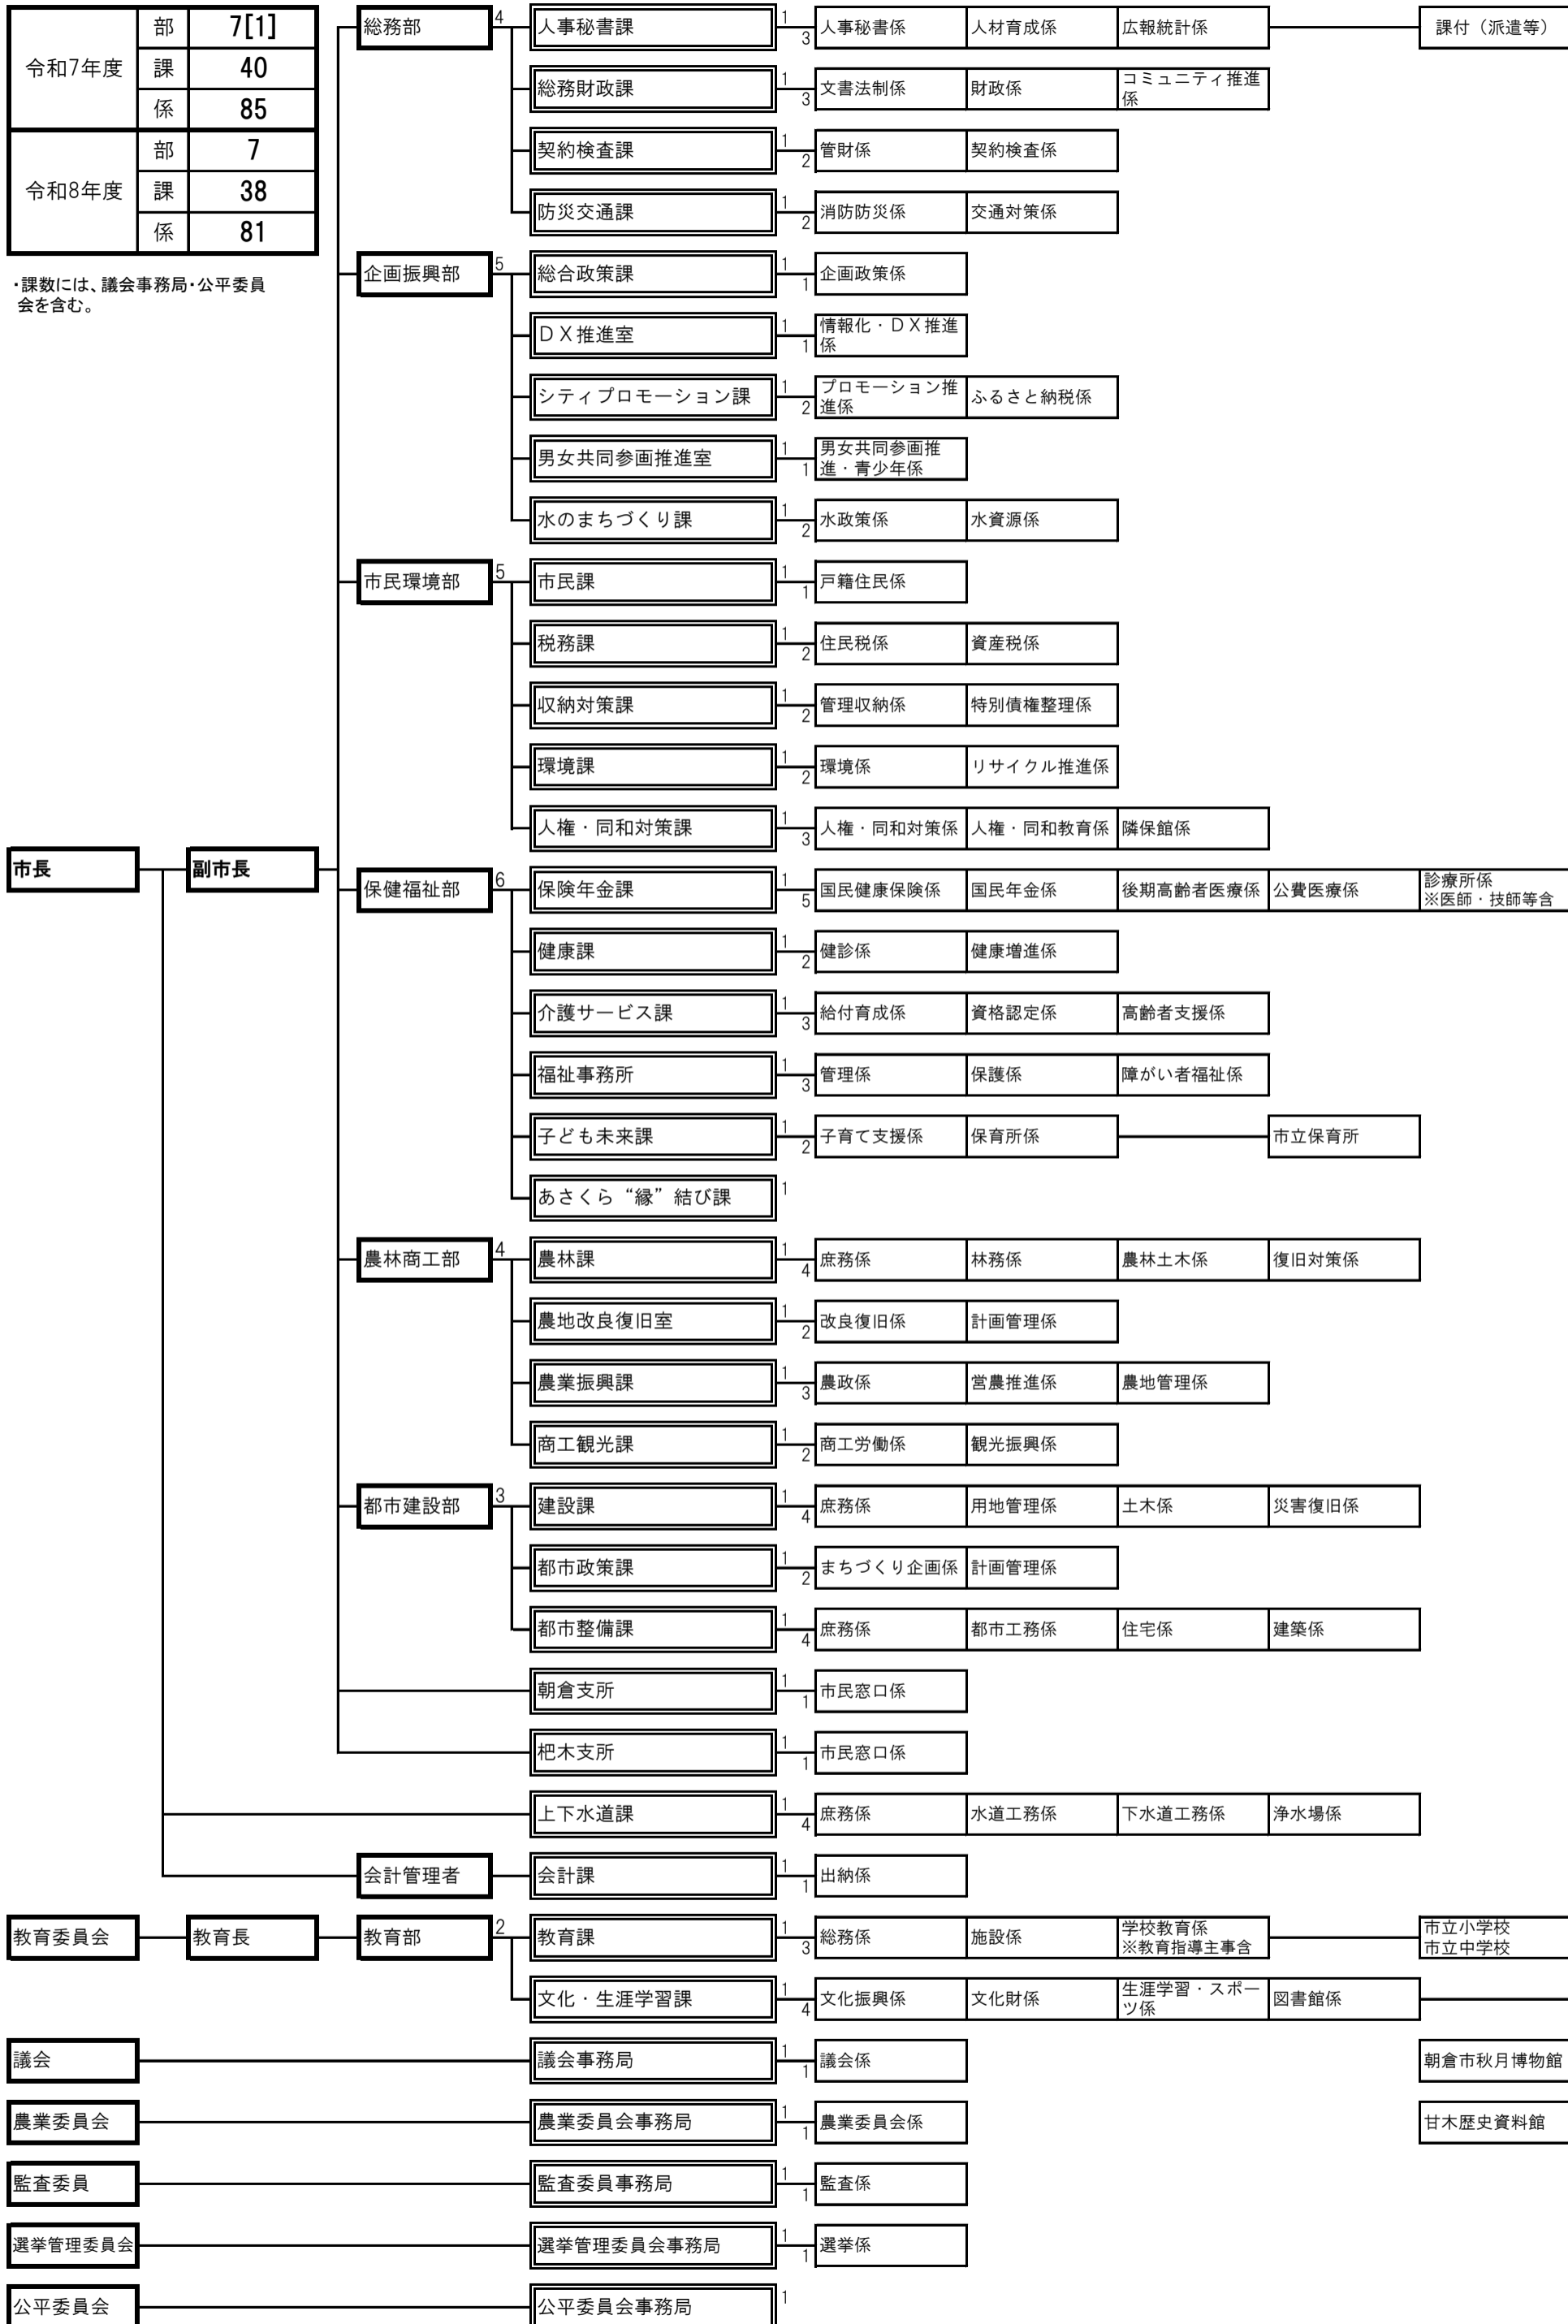 令和7年度
部 7[1]
課 40
係 85
令和8年度
部 7
課 38
係 81
・課数には、議会事務局・公平委員
会を含む。
総務部 4 人事秘書課 1 3 人事秘書係 人材育成係 広報統計係 課付（派遣等）
総務財政課 1 3 文書法制係 財政係 コミュニティ推進
係
契約検査課 1 2 管財係 契約検査係
防災交通課 1 2 消防防災係 交通対策係
企画振興部 5 総合政策課 1 1 企画政策係
ＤＸ推進室 1 1 情報化・ＤＸ推進
係
シティプロモーション課 1 2 プロモーション推
進係 ふるさと納税係
男女共同参画推進室 1 1 男女共同参画推
進・青少年係
水のまちづくり課 1 2 水政策係 水資源係
市民環境部 5 市民課 1 1 戸籍住民係
税務課 1 2 住民税係 資産税係
収納対策課 1 2 管理収納係 特別債権整理係
環境課 1 2 環境係 リサイクル推進係
人権・同和対策課 1 3 人権・同和対策係 人権・同和教育係 隣保館係
市長 副市長
保健福祉部 6 保険年金課 1 5 国民健康保険係 国民年金係 後期高齢者医療係 公費医療係 診療所係
※医師・技師等含
健康課 1 2 健診係 健康増進係
介護サービス課 1 3 給付育成係 資格認定係 高齢者支援係
福祉事務所 1 3 管理係 保護係 障がい者福祉係
子ども未来課 1 2 子育て支援係 保育所係 市立保育所
あさくら“縁”結び課 1
農林商工部 4 農林課 1 4 庶務係 林務係 農林土木係 復旧対策係
農地改良復旧室 1 2 改良復旧係 計画管理係
農業振興課 1 3 農政係 営農推進係 農地管理係
商工観光課 1 2 商工労働係 観光振興係
都市建設部 3 建設課 1 4 庶務係 用地管理係 土木係 災害復旧係
都市政策課 1 2 まちづくり企画係 計画管理係
都市整備課 1 4 庶務係 都市工務係 住宅係 建築係
朝倉支所 1 1 市民窓口係
杷木支所 1 1 市民窓口係
上下水道課 1 4 庶務係 水道工務係 下水道工務係 浄水場係
会計管理者 会計課 1 1 出納係
教育委員会 教育長 教育部 2 教育課 1 3 総務係 施設係 学校教育係
※教育指導主事含 市立小学校
市立中学校
文化・生涯学習課 1 4 文化振興係 文化財係 生涯学習・スポー
ツ係 図書館係
議会 議会事務局 1 1 議会係 朝倉市秋月博物館
農業委員会 農業委員会事務局 1 1 農業委員会係 甘木歴史資料館
監査委員 監査委員事務局 1 1 監査係
選挙管理委員会 選挙管理委員会事務局 1 1 選挙係
公平委員会 公平委員会事務局 1